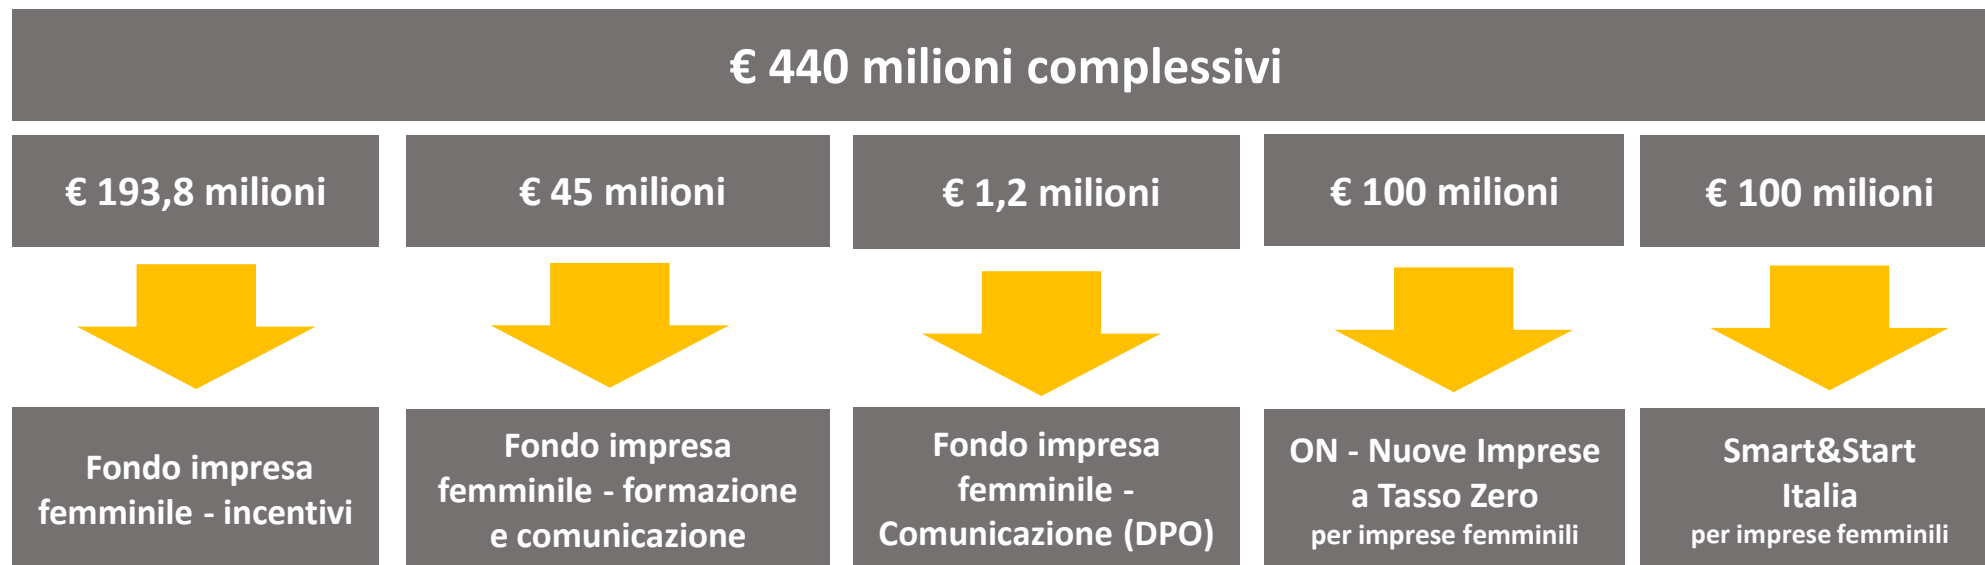 € 440 milioni complessivi
€ 193,8 milioni
€ 45 milioni
€ 1,2 milioni
€ 100 milioni
€ 100 milioni
Fondo impresa
femminile - incentivi
Fondo impresa
femminile - formazione
e comunicazione
Fondo impresa
femminile -
Comunicazione (DPO)
ON - Nuove Imprese
a Tasso Zero
per imprese femminili
Smart&Start
Italia
per imprese femminili